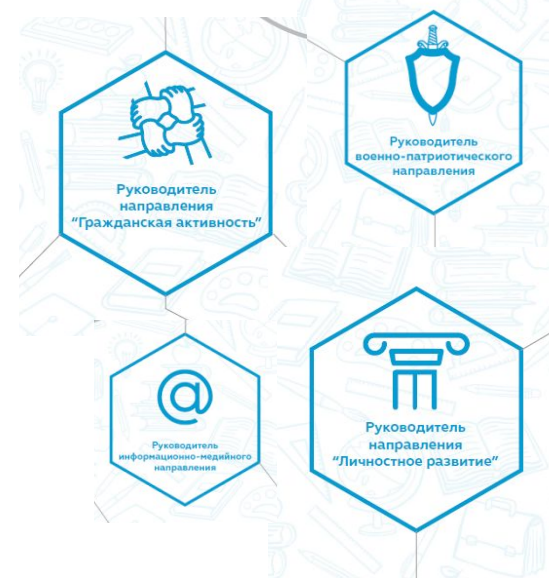 Руководитель
направления
“Гражданская активность”
Руководитель
военно-патриотического
направления
Руководитель
информационно-медийного
направления
Руководитель
направления
“Личностное развитие”